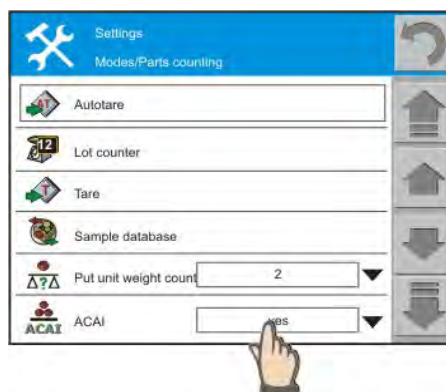 Settings
Modes/Parts counting
AT Autotare
12 Lot counter
T Tare
Sample database
?
Put unit weight count 2
ACAI ACAI yes